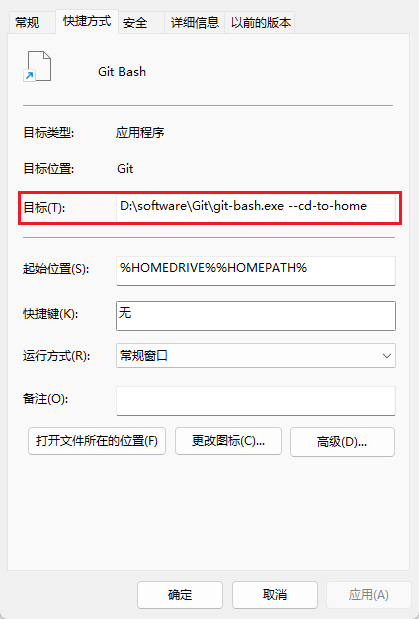 常规 快捷方式 安全 详细信息 以前的版本
Git Bash
目标类型: 应用程序
目标位置: Git
目标(T): D:\software\Git\git-bash.exe --cd-to-home
起始位置(S): %HOMEDRIVE%%HOMEPATH%
快捷键(K): 无
运行方式(R): 常规窗口
备注(O):
打开文件所在的位置(F) 更改图标(C)... 高级(D)...
确定 取消 应用(A)